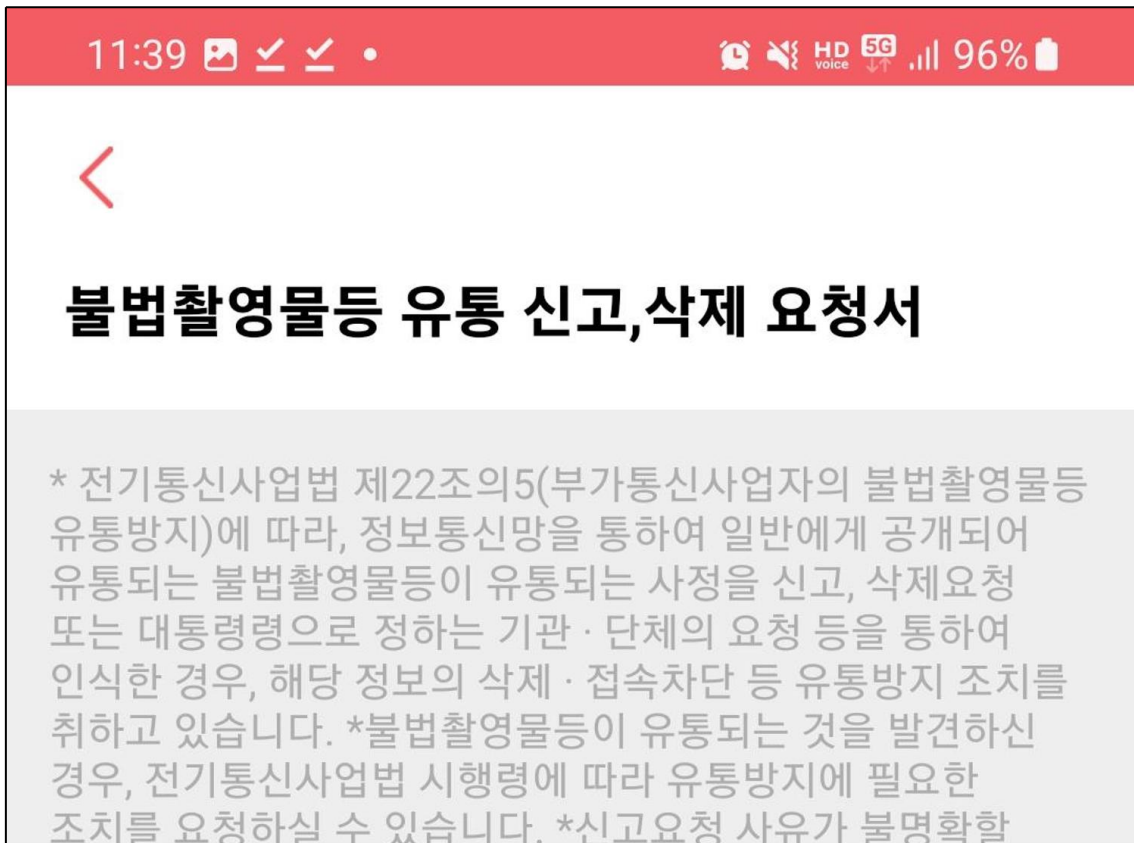 11:39 HD voice 5G 96%
불법촬영물등 유통 신고,삭제 요청서
* 전기통신사업법 제22조의5(부가통신사업자의 불법촬영물등
유통방지)에 따라, 정보통신망을 통하여 일반에게 공개되어
유통되는 불법촬영물등이 유통되는 사정을 신고, 삭제요청
또는 대통령령으로 정하는 기관 · 단체의 요청 등을 통하여
인식한 경우, 해당 정보의 삭제 · 접속차단 등 유통방지 조치를
취하고 있습니다. *불법촬영물등이 유통되는 것을 발견하신
경우, 전기통신사업법 시행령에 따라 유통방지에 필요한
조치를 요청하실 수 있습니다. *신고요청 사유가 불명확할